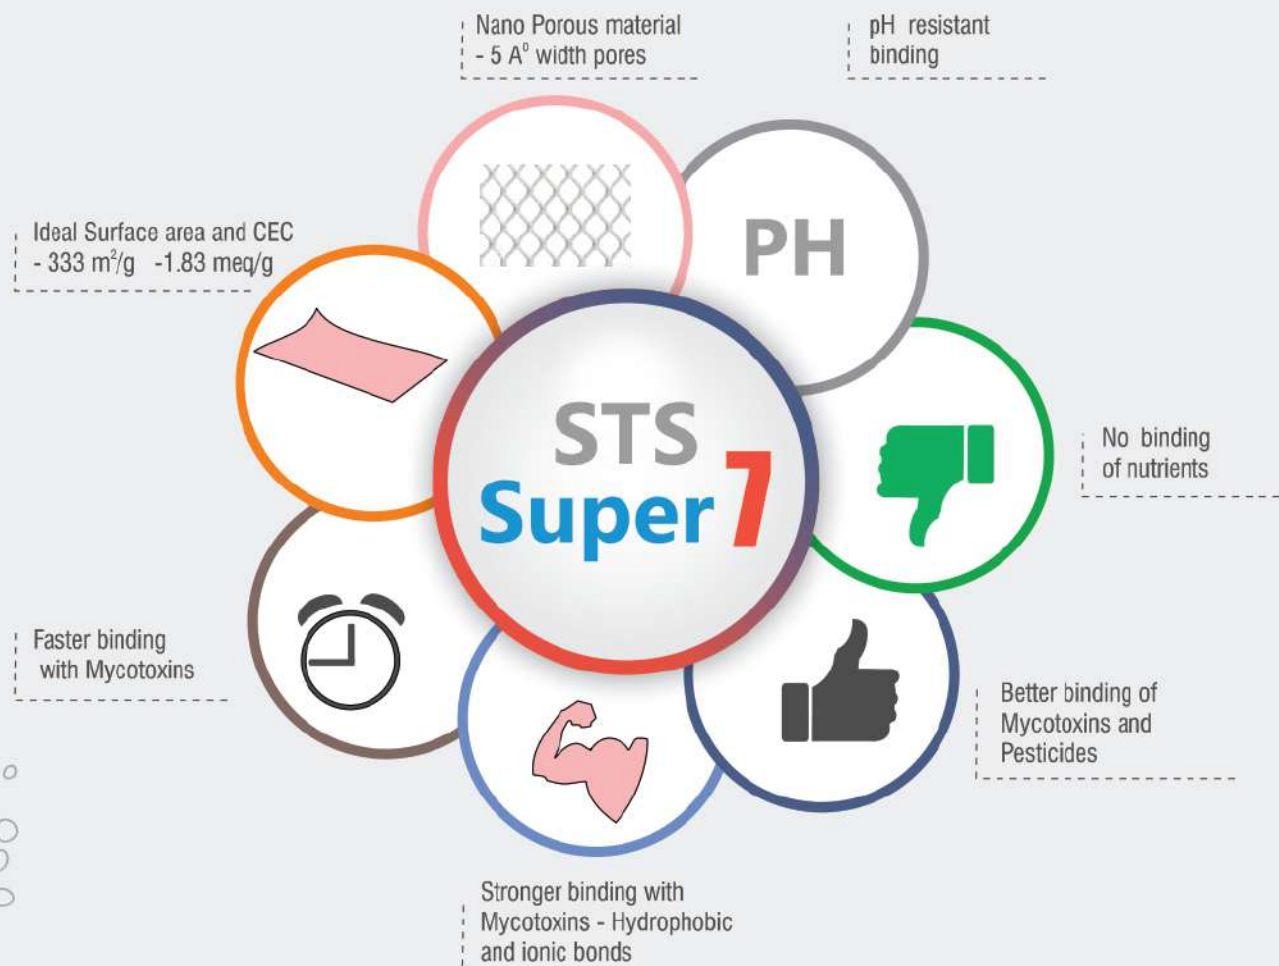 Nano Porous material
- 5 A⁰ width pores
pH resistant
binding
Ideal Surface area and CEC
- 333 m²/g -1.83 meq/g
PH
STS
Super 7
No binding
of nutrients
Faster binding
with Mycotoxins
Better binding of
Mycotoxins and
Pesticides
Stronger binding with
Mycotoxins - Hydrophobic
and ionic bonds